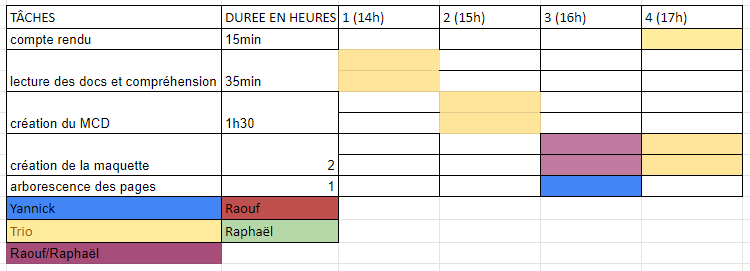 TÂCHES DUREE EN HEURES 1 (14h) 2 (15h) 3 (16h) 4 (17h)
compte rendu 15min
lecture des docs et compréhension 35min
création du MCD 1h30
création de la maquette 2
arborescence des pages 1
Yannick Raouf
Trio Raphaël
Raouf/Raphaël